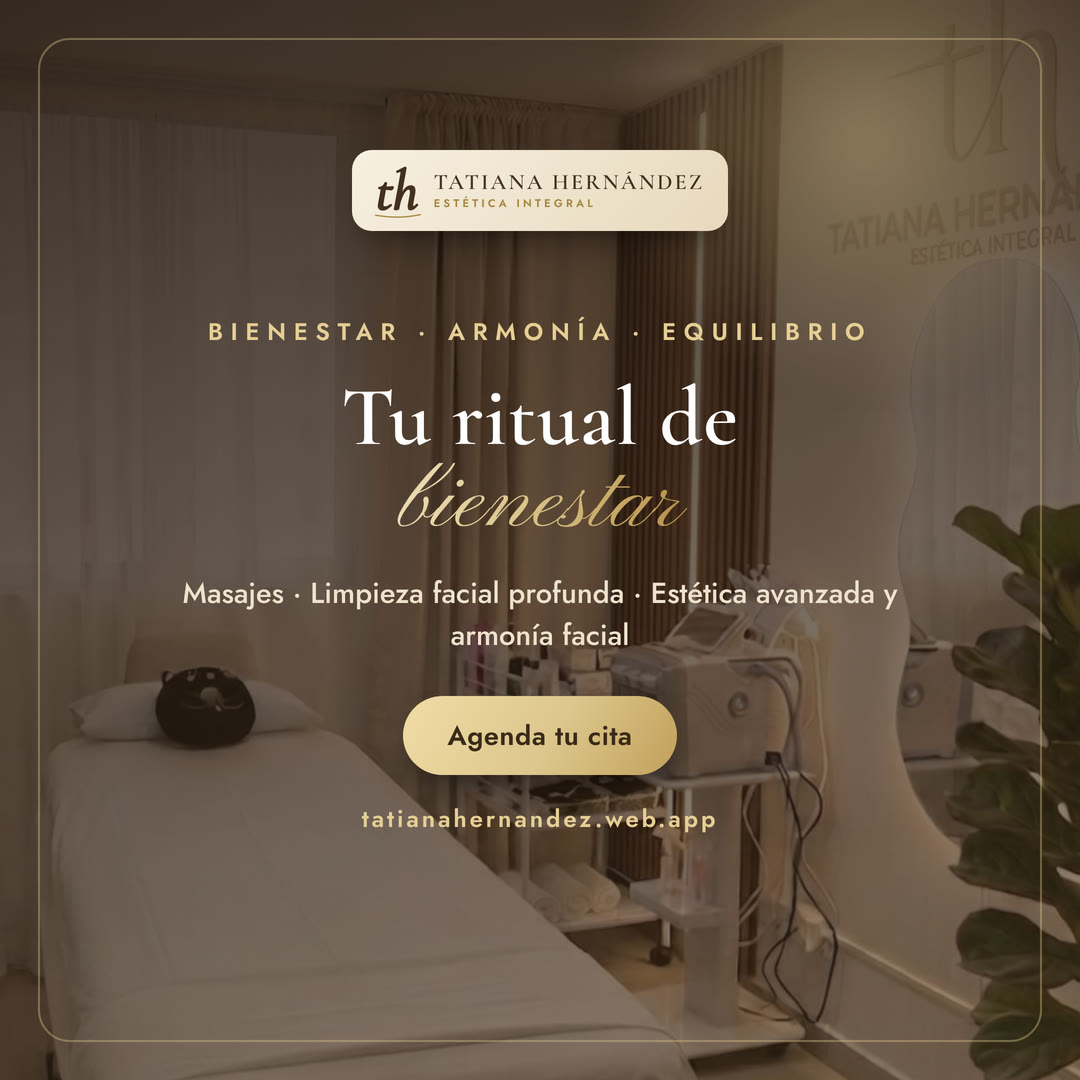 th
TATIANA HERNÁNDEZ
ESTÉTICA INTEGRAL
th
TATIANA
ESTÉTICA INTEGRAL
BIENESTAR · ARMONÍA · EQUILIBRIO
Tu ritual de
bienestar
Masajes · Limpieza facial profunda · Estética avanzada y
armonía facial
Agenda tu cita
tatianahernandez.web.app